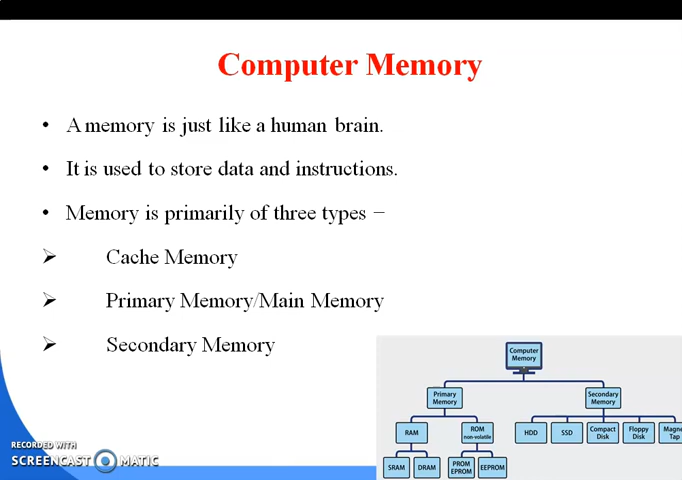 Computer Memory
• A memory is just like a human brain.
• It is used to store data and instructions.
• Memory is primarily of three types −
➢ Cache Memory
➢ Primary Memory/Main Memory
➢ Secondary Memory
Computer
Memory
Primary
Memory
Secondary
Memory
RAM
ROM
non-volatile
HDD
SSD
Compact
Disk
Floppy
Disk
Magne
Tap
SRAM
DRAM
PROM
EPROM
EEPROM
RECORDED WITH
SCREENCAST MATIC